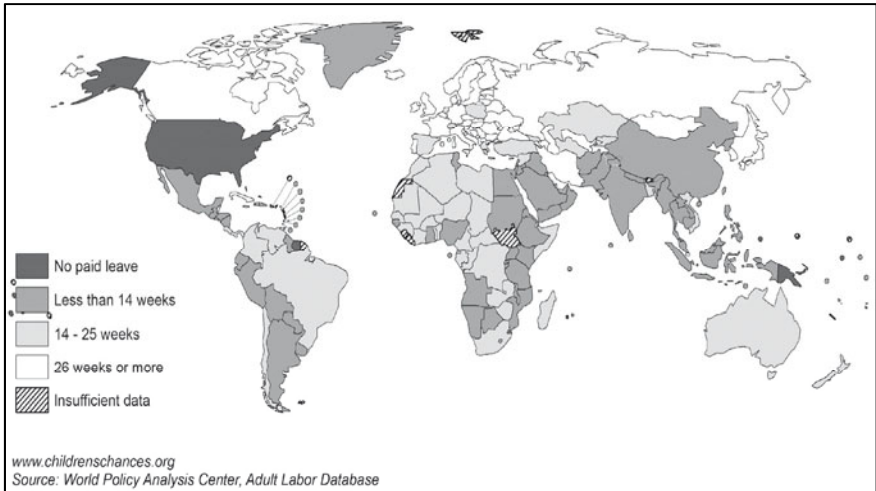 No paid leave
Less than 14 weeks
14 - 25 weeks
26 weeks or more
Insufficient data
www.childrenschances.org
Source: World Policy Analysis Center, Adult Labor Database